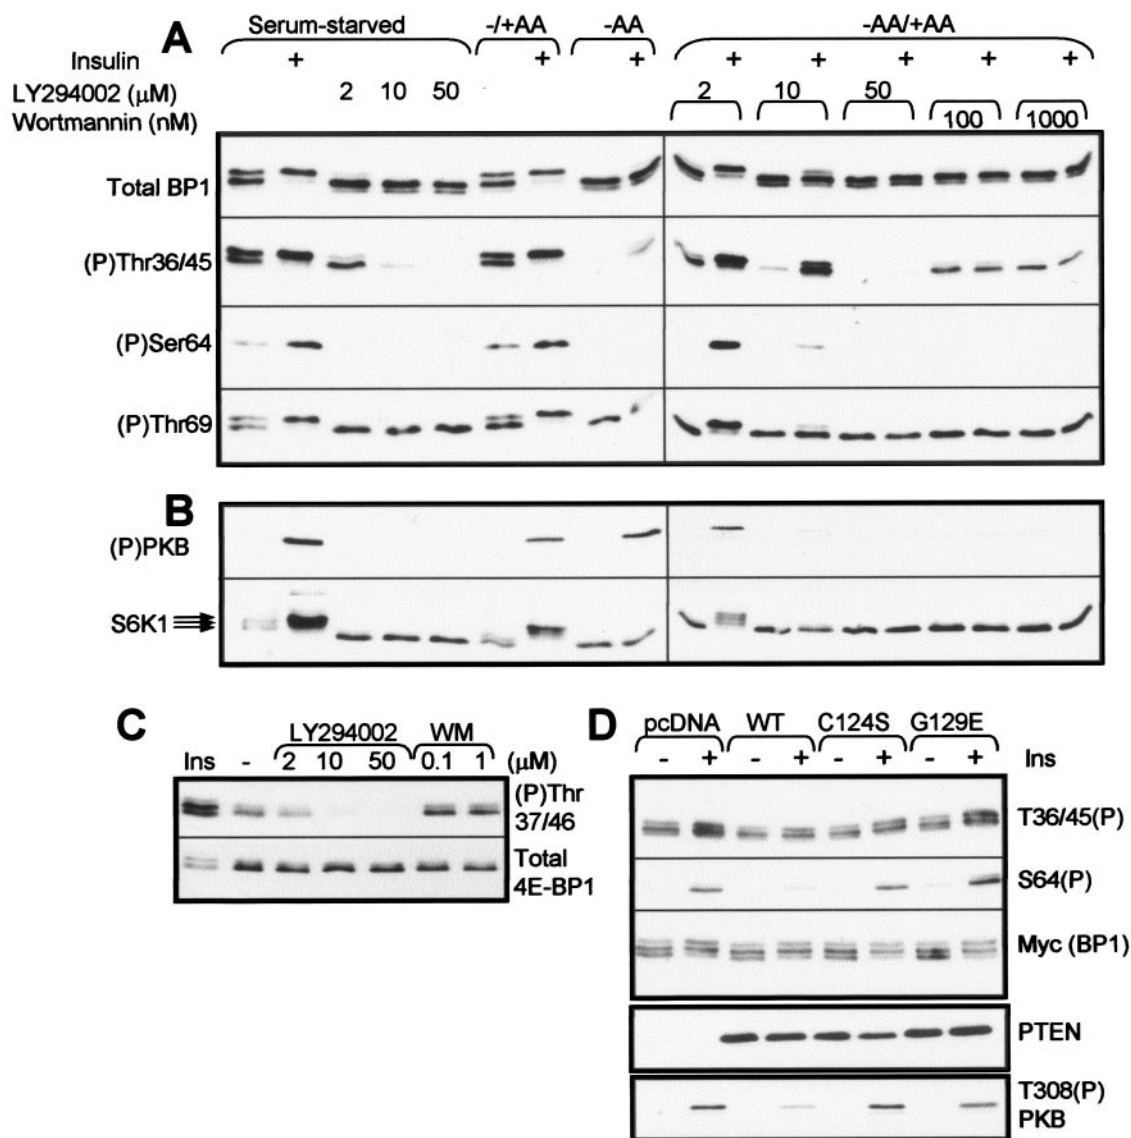 A
Serum-starved -/+AA -AA -AA/+AA
Insulin + + + + + + + +
LY294002 (μM) 2 10 50 2 10 50
Wortmannin (nM) 100 1000
Total BP1
(P)Thr36/45
(P)Ser64
(P)Thr69
B
(P)PKB
S6K1
C
LY294002 WM
Ins - 2 10 50 0.1 1 (μM)
(P)Thr
37/46
Total
4E-BP1
D
pcDNA WT C124S G129E
- + - + - + - + Ins
T36/45(P)
S64(P)
Myc (BP1)
PTEN
T308(P)
PKB